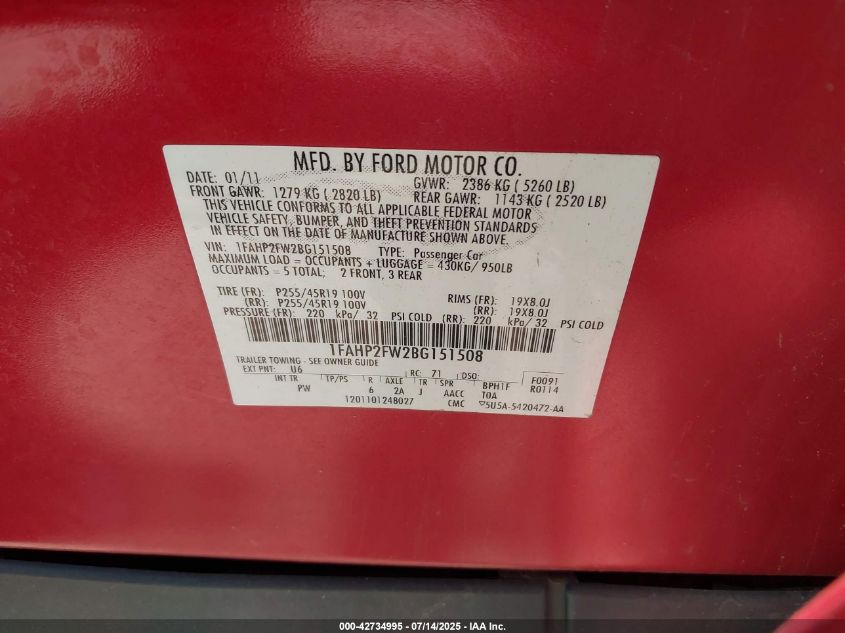 MFD. BY FORD MOTOR CO.
DATE: 01/11 GVWR: 2386 KG ( 5260 LB)
FRONT GAWR: 1279 KG ( 2820 LB) REAR GAWR: 1143 KG ( 2520 LB)
THIS VEHICLE CONFORMS TO ALL APPLICABLE FEDERAL MOTOR
VEHICLE SAFETY, BUMPER, AND THEFT PREVENTION STANDARDS
IN EFFECT ON THE DATE OF MANUFACTURE SHOWN ABOVE.
VIN: 1FAHP2FW2BG151508 TYPE: Passenger Car
MAXIMUM LOAD = OCCUPANTS + LUGGAGE = 430KG/ 950LB
OCCUPANTS = 5 TOTAL; 2 FRONT, 3 REAR
TIRE (FR): P255/45R19 100V RIMS (FR): 19X8.0J
(RR): P255/45R19 100V (RR): 19X8.0J
PRESSURE (FR): 220 kPa/ 32 PSI COLD (RR): 220 kPa/ 32 PSI COLD
1FAHP2FW2BG151508
TRAILER TOWING - SEE OWNER GUIDE
EXT PNT: U6 RC: 71 DSO: F0091
INT TR TP/PS R AXLE TR SPR BPH1F R0114
PW 6 2A J AACC T0A
1201101248027 CMC 5U5A-5420472-AA
000-42734995 - 07/14/2025 - IAA Inc.